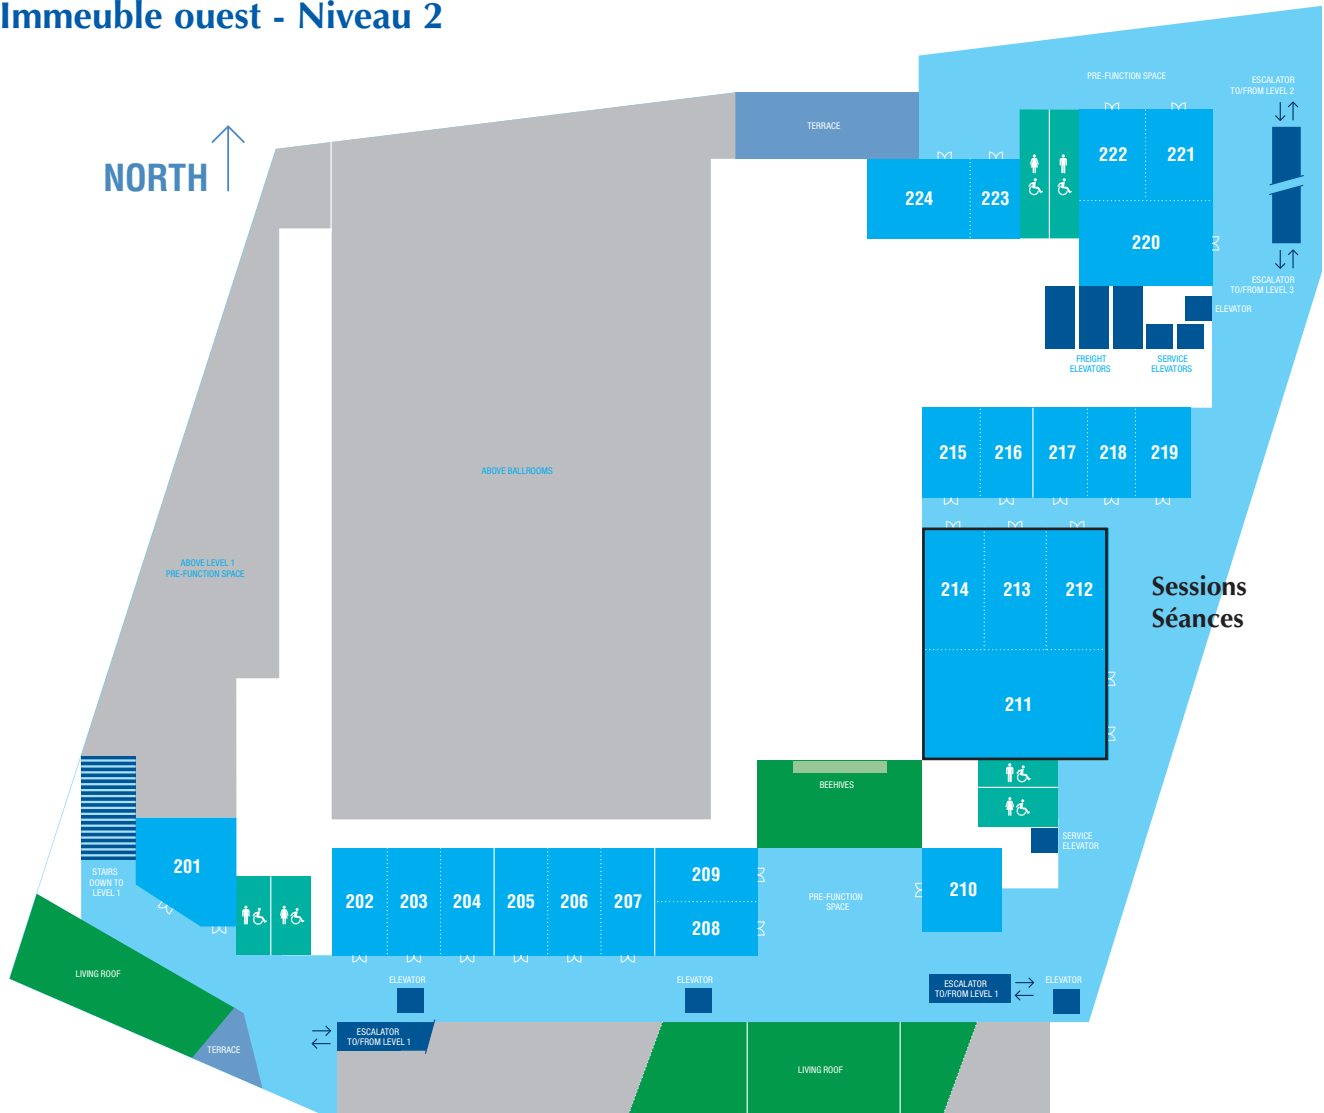 Immeuble ouest - Niveau 2
PRE-FUNCTION SPACE
ESCALATOR
TO/FROM LEVEL 2
TERRACE
NORTH
222
221
224
223
220
ESCALATOR
TO/FROM LEVEL 3
ELEVATOR
FREIGHT
ELEVATORS
SERVICE
ELEVATORS
215
216
217
218
219
ABOVE BALLROOMS
ABOVE LEVEL 1
PRE-FUNCTION SPACE
214
213
212
Sessions
Séances
211
BEEHIVES
SERVICE
ELEVATOR
201
STAIRS
DOWN TO
LEVEL 1
202
203
204
205
206
207
209
208
PRE-FUNCTION
SPACE
210
LIVING ROOF
ELEVATOR
ELEVATOR
ESCALATOR
TO/FROM LEVEL 1
ELEVATOR
ESCALATOR
TO/FROM LEVEL 1
TERRACE
LIVING ROOF